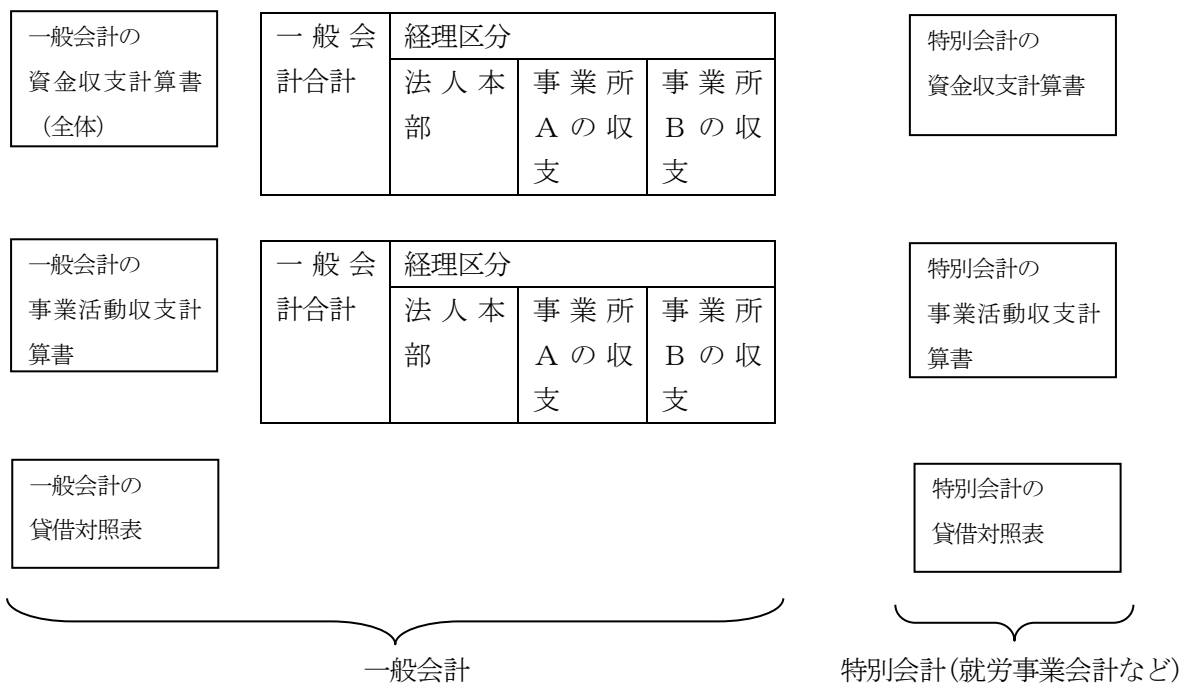 一般会計の
資金収支計算書
(全体)
一般会
計合計
経理区分
法人本
部
事業所
Aの収
支
事業所
Bの収
支
特別会計の
資金収支計算書
一般会計の
事業活動収支計
算書
一般会
計合計
経理区分
法人本
部
事業所
Aの収
支
事業所
Bの収
支
特別会計の
事業活動収支計
算書
一般会計の
貸借対照表
特別会計の
貸借対照表
一般会計
特別会計(就労事業会計など)